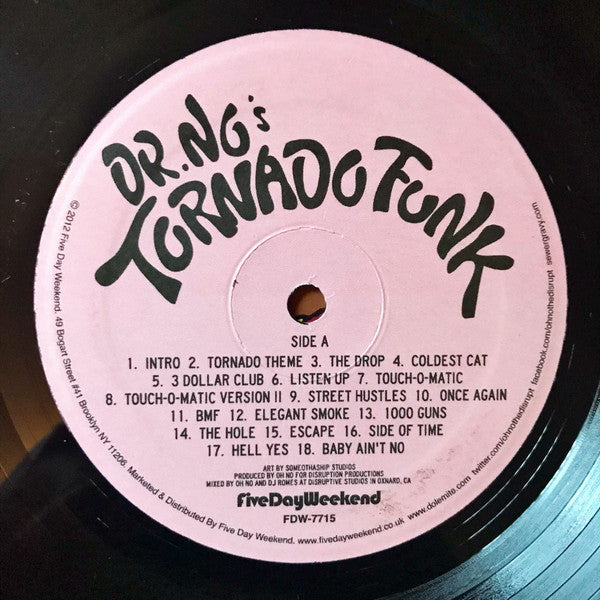 DR. NO's
TORNADO FUNK
SIDE A
1. INTRO 2. TORNADO THEME 3. THE DROP 4. COLDEST CAT
5. 3 DOLLAR CLUB 6. LISTEN UP 7. TOUCH-O-MATIC
8. TOUCH-O-MATIC VERSION II 9. STREET HUSTLES 10. ONCE AGAIN
11. BMF 12. ELEGANT SMOKE 13. 1000 GUNS
14. THE HOLE 15. ESCAPE 16. SIDE OF TIME
17. HELL YES 18. BABY AIN'T NO
ART BY SOMEOTHASHIP STUDIOS
PRODUCED BY OH NO FOR DISRUPTION PRODUCTIONS
MIXED BY OH NO AND DJ ROMES AT DISRUPTIVE STUDIOS IN OXNARD, CA
FiveDayWeekend
FDW-7715
© 2012 Five Day Weekend. 49 Bogart Street #41 Brooklyn NY 11206. Marketed & Distributed By Five Day Weekend. www.fivedayweekend.co.uk www.dolemite.com twitter.com/ohnothedisrupt facebook.com/ohnothedisrupt sewergravy.com